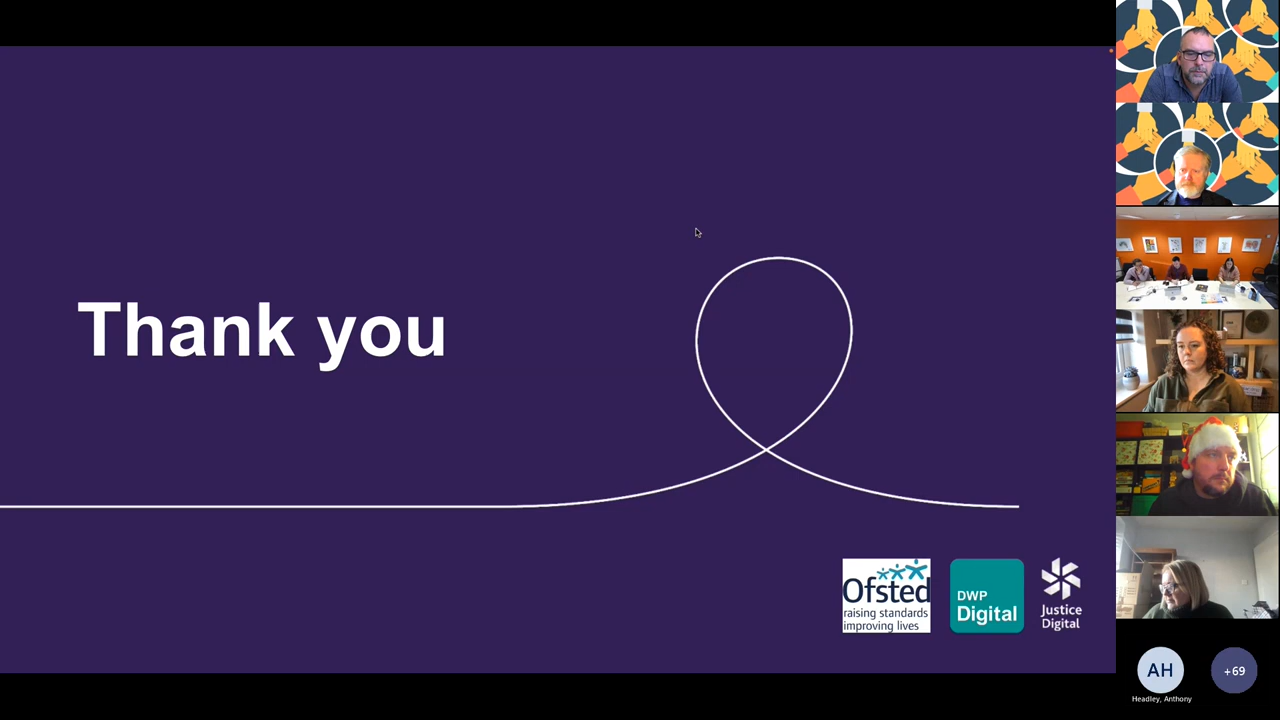 Thank you
Ofsted
raising standards
improving lives
DWP
Digital
Justice
Digital
AH
+69
Headley, Anthony